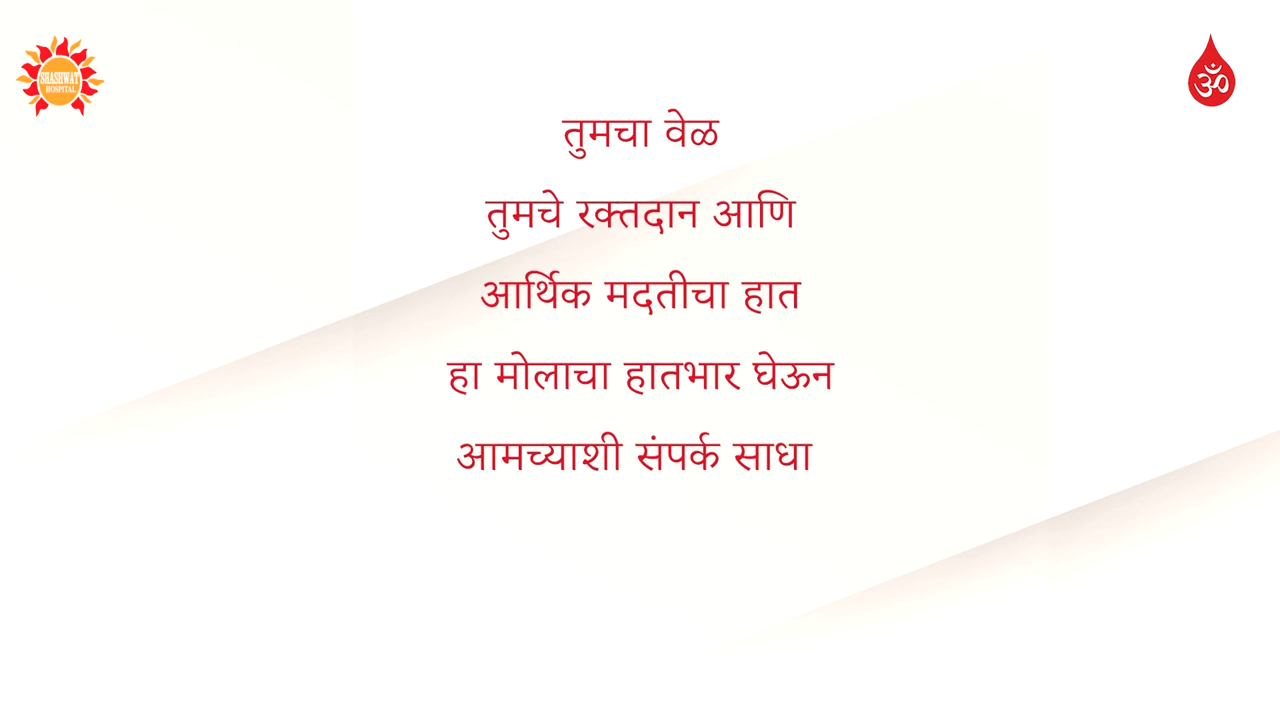 SHASHWAT
HOSPITAL
ॐ
तुमचा वेळ
तुमचे रक्तदान आणि
आर्थिक मदतीचा हात
हा मोलाचा हातभार घेऊन
आमच्याशी संपर्क साधा